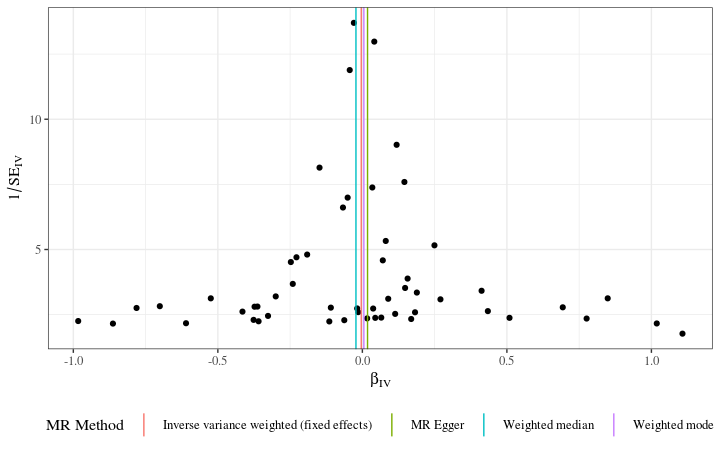 10
5
1/SE_IV
-1.0 -0.5 0.0 0.5 1.0
β_IV
MR Method Inverse variance weighted (fixed effects) MR Egger Weighted median Weighted mode